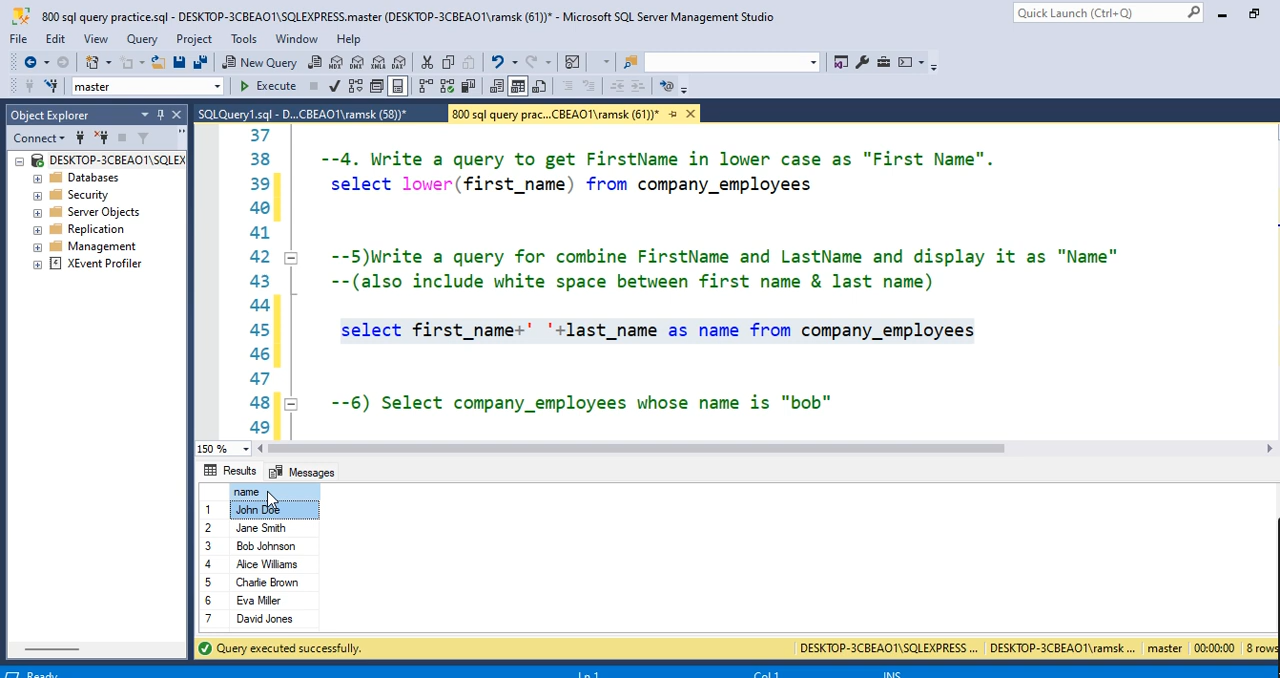 800 sql query practice.sql - DESKTOP-3CBEAO1\SQLEXPRESS.master (DESKTOP-3CBEAO1\ramsk (61))* - Microsoft SQL Server Management Studio
Quick Launch (Ctrl+Q)
File Edit View Query Project Tools Window Help
New Query
master Execute
Object Explorer
SQLQuery1.sql - D...CBEAO1\ramsk (58))*
800 sql query prac...CBEAO1\ramsk (61))*
Connect
DESKTOP-3CBEAO1\SQLEX
Databases
Security
Server Objects
Replication
Management
XEvent Profiler
37
38 --4. Write a query to get FirstName in lower case as "First Name".
39 select lower(first_name) from company_employees
40
41
42 --5)Write a query for combine FirstName and LastName and display it as "Name"
43 --(also include white space between first name & last name)
44
45 select first_name+' '+last_name as name from company_employees
46
47
48 --6) Select company_employees whose name is "bob"
49
150 %
Results Messages
name
1 John Doe
2 Jane Smith
3 Bob Johnson
4 Alice Williams
5 Charlie Brown
6 Eva Miller
7 David Jones
Query executed successfully.
DESKTOP-3CBEAO1\SQLEXPRESS ... DESKTOP-3CBEAO1\ramsk ... master 00:00:00 8 rows
Ready Ln 1 Col 1 INS